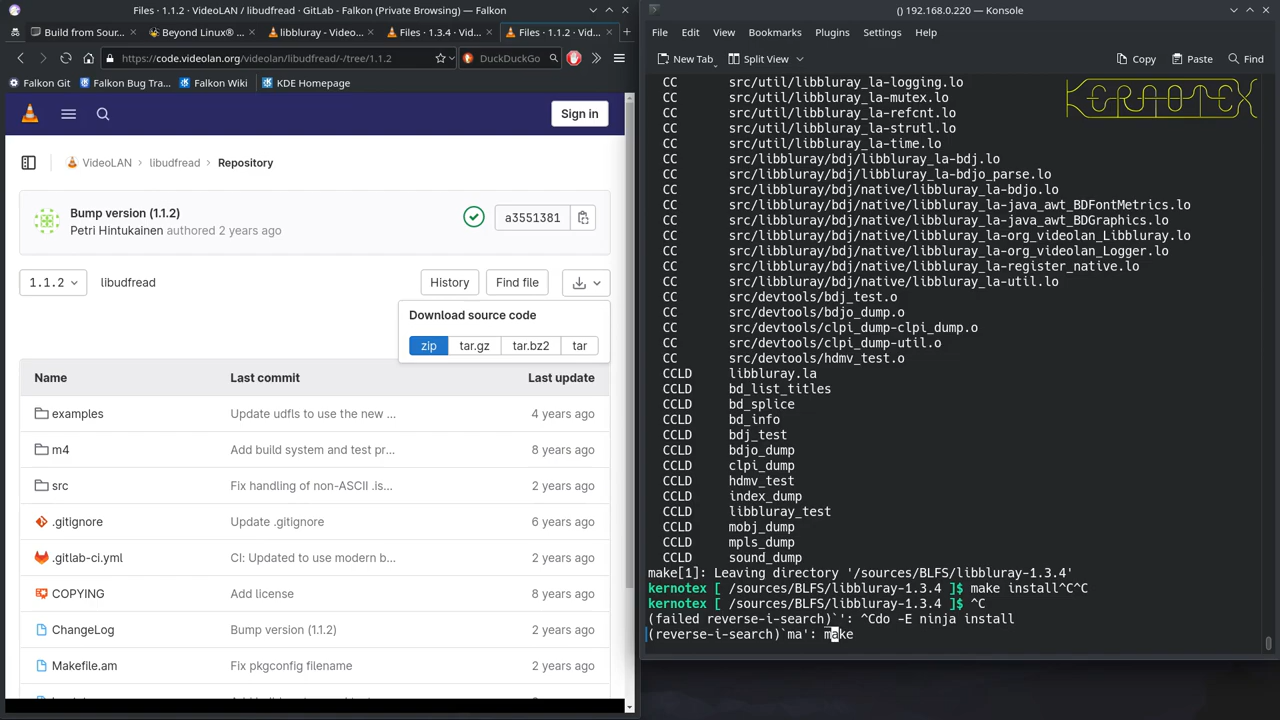 Files · 1.1.2 · VideoLAN / libudfread · GitLab - Falkon (Private Browsing) — Falkon
Build from Sour...
Beyond Linux® ...
libbluray - Video...
Files · 1.3.4 · Vid...
Files · 1.1.2 · Vid...
https://code.videolan.org/videolan/libudfread/-/tree/1.1.2
DuckDuckGo
Falkon Git
Falkon Bug Tra...
Falkon Wiki
KDE Homepage
Sign in
VideoLAN › libudfread › Repository
Bump version (1.1.2)
Petri Hintukainen authored 2 years ago
a3551381
1.1.2
libudfread
History
Find file
Download source code
zip
tar.gz
tar.bz2
tar
Name Last commit Last update
examples Update udfls to use the new ... 4 years ago
m4 Add build system and test pr... 8 years ago
src Fix handling of non-ASCII .is... 2 years ago
.gitignore Update .gitignore 6 years ago
.gitlab-ci.yml CI: Updated to use modern b... 2 years ago
COPYING Add license 8 years ago
ChangeLog Bump version (1.1.2) 2 years ago
Makefile.am Fix pkgconfig filename 8 years ago
() 192.168.0.220 — Konsole
File Edit View Bookmarks Plugins Settings Help
New Tab
Split View
Copy
Paste
Find
KERNOTEX
CC src/util/libbluray_la-logging.lo
CC src/util/libbluray_la-mutex.lo
CC src/util/libbluray_la-refcnt.lo
CC src/util/libbluray_la-strutl.lo
CC src/util/libbluray_la-time.lo
CC src/libbluray/bdj/libbluray_la-bdj.lo
CC src/libbluray/bdj/libbluray_la-bdjo_parse.lo
CC src/libbluray/bdj/native/libbluray_la-bdjo.lo
CC src/libbluray/bdj/native/libbluray_la-java_awt_BDFontMetrics.lo
CC src/libbluray/bdj/native/libbluray_la-java_awt_BDGraphics.lo
CC src/libbluray/bdj/native/libbluray_la-org_videolan_Libbluray.lo
CC src/libbluray/bdj/native/libbluray_la-org_videolan_Logger.lo
CC src/libbluray/bdj/native/libbluray_la-register_native.lo
CC src/libbluray/bdj/native/libbluray_la-util.lo
CC src/devtools/bdj_test.o
CC src/devtools/bdjo_dump.o
CC src/devtools/clpi_dump-clpi_dump.o
CC src/devtools/clpi_dump-util.o
CC src/devtools/hdmv_test.o
CCLD libbluray.la
CCLD bd_list_titles
CCLD bd_splice
CCLD bd_info
CCLD bdj_test
CCLD bdjo_dump
CCLD clpi_dump
CCLD hdmv_test
CCLD index_dump
CCLD libbluray_test
CCLD mobj_dump
CCLD mpls_dump
CCLD sound_dump
make[1]: Leaving directory '/sources/BLFS/libbluray-1.3.4'
kernotex [ /sources/BLFS/libbluray-1.3.4 ]$ make install^C^C
kernotex [ /sources/BLFS/libbluray-1.3.4 ]$ ^C
(failed reverse-i-search)`': ^Cdo -E ninja install
(reverse-i-search)`ma': make